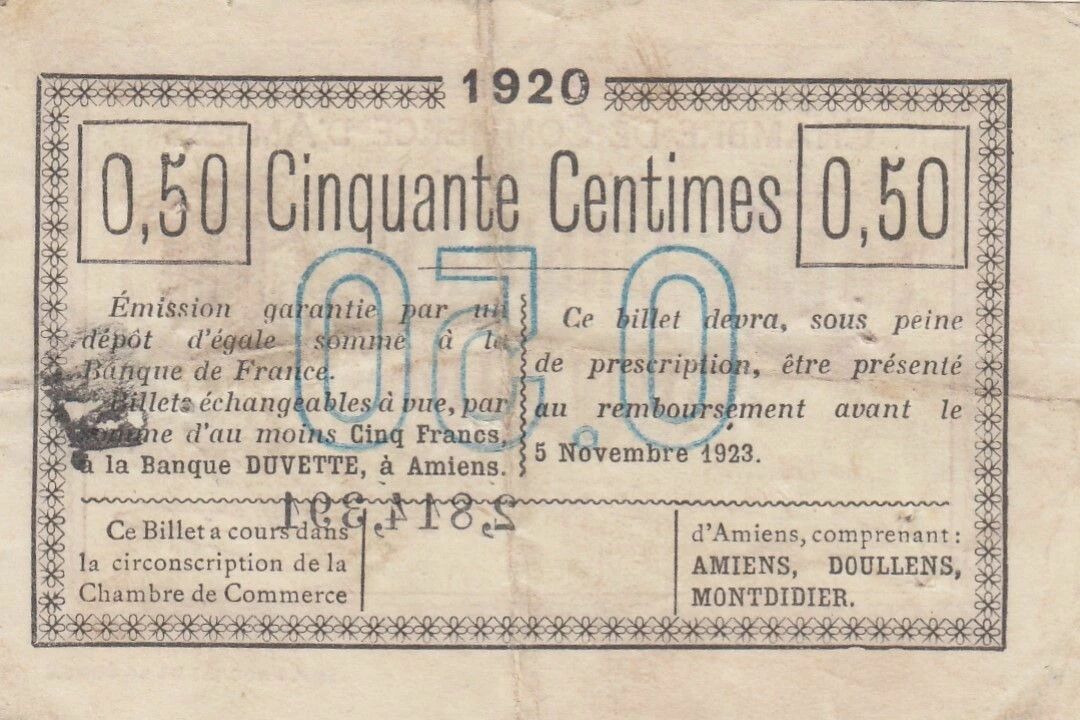 1920
0,50 Cinquante Centimes 0,50
Émission garantie par un
dépôt d'égale somme à la
Banque de France.
Billets échangeables à vue, par
somme d'au moins Cinq Francs,
à la Banque DUVETTE, à Amiens.
Ce billet devra, sous peine
de prescription, être présenté
au remboursement avant le
5 Novembre 1923.
0.50
2,814,391
Ce Billet a cours dans
la circonscription de la
Chambre de Commerce
d'Amiens, comprenant :
AMIENS, DOULLENS,
MONTDIDIER.